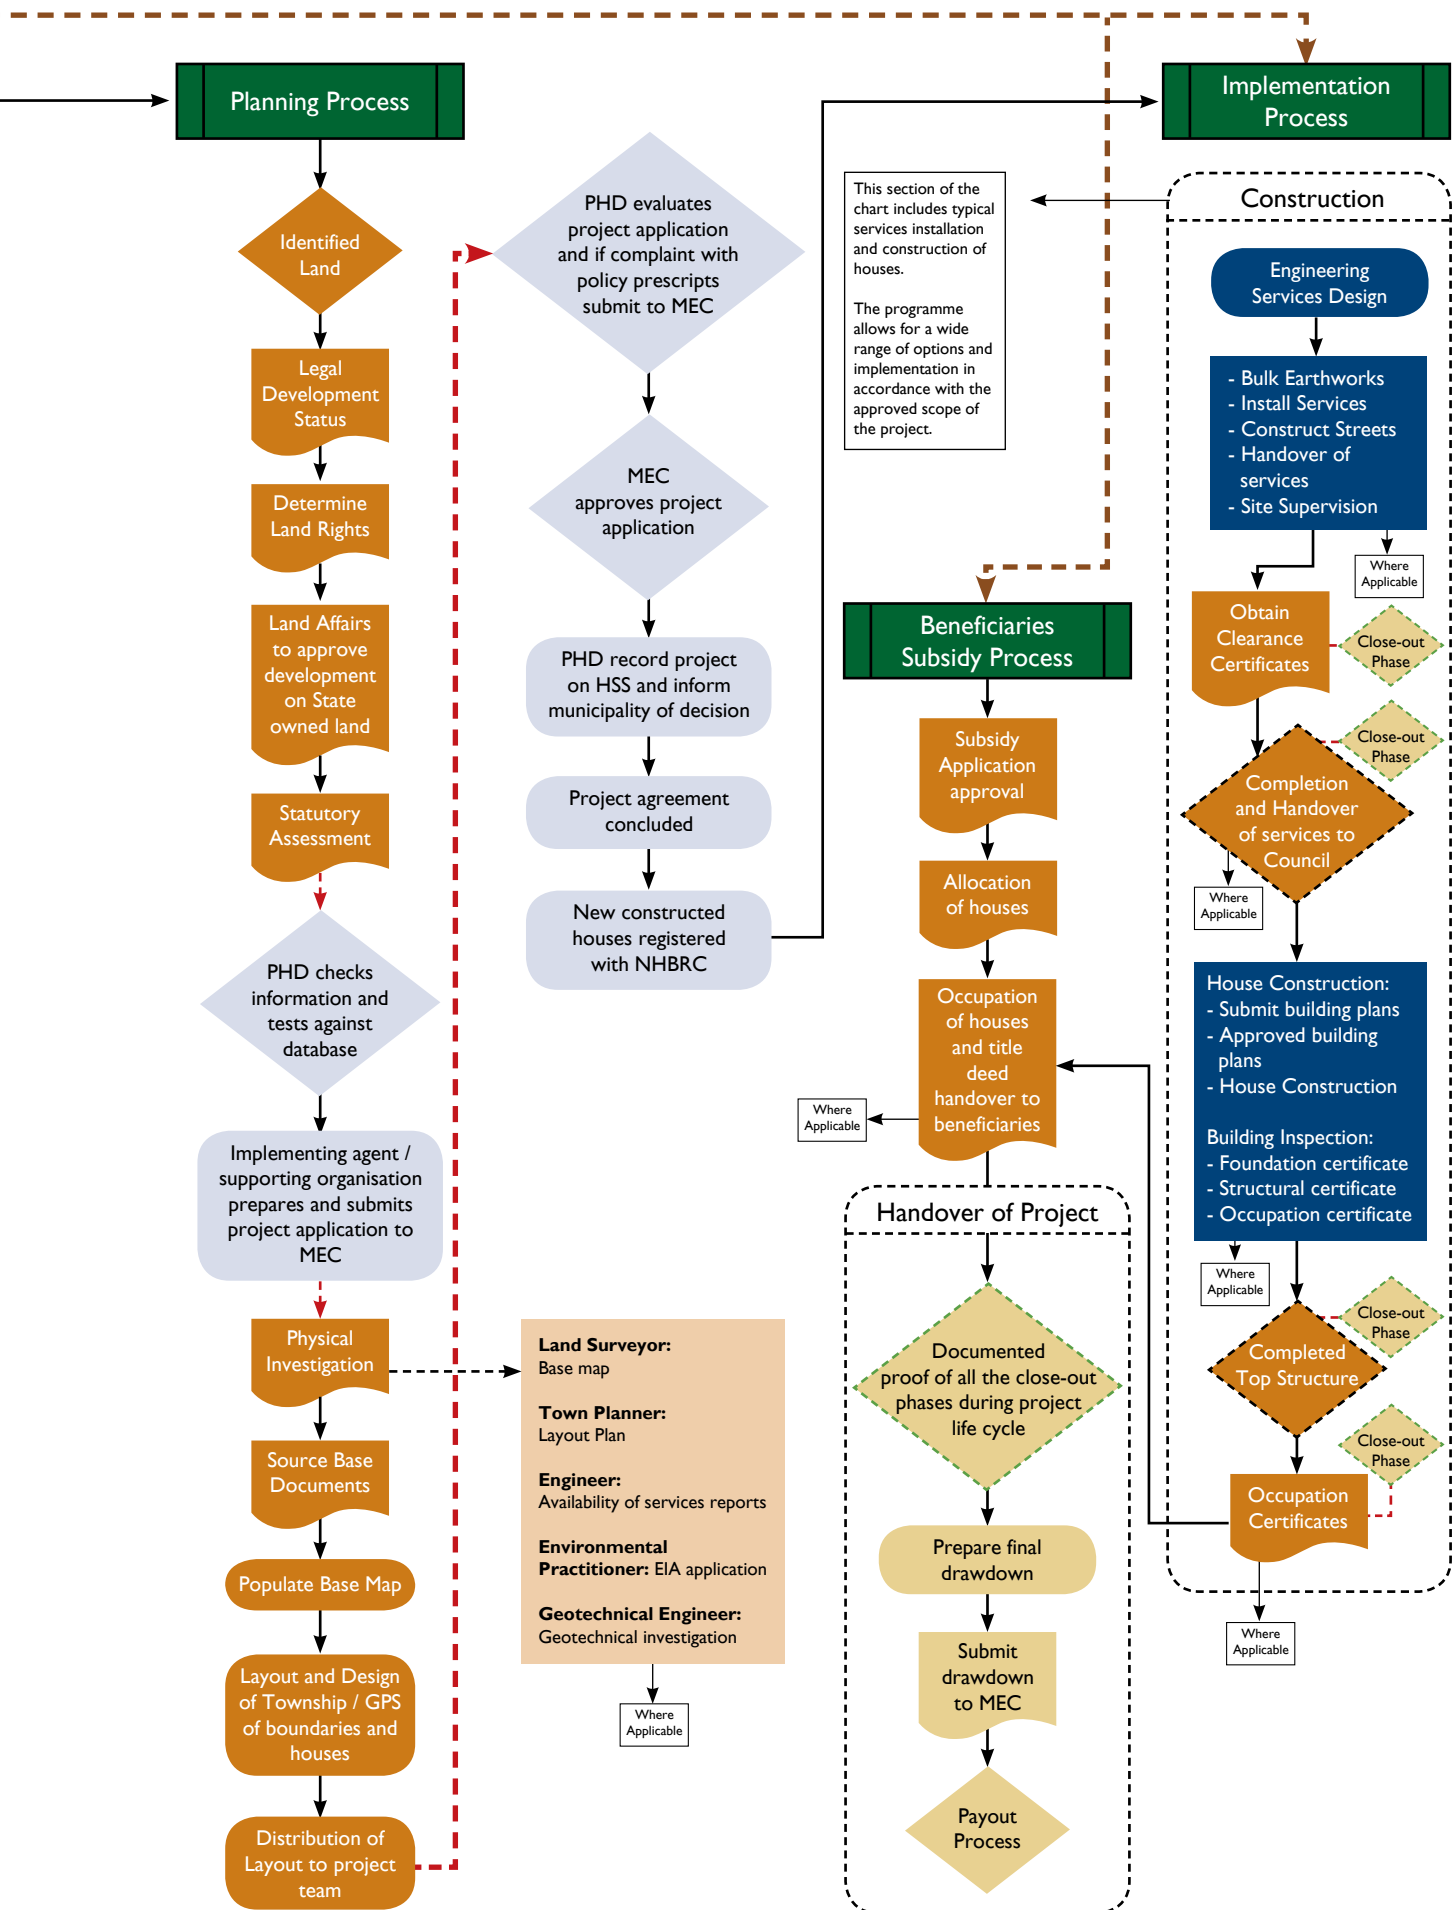 Planning Process
Identified
Land
Legal
Development
Status
Determine
Land Rights
Land Affairs
to approve
development
on State
owned land
Statutory
Assessment
PHD checks
information and
tests against
database
Implementing agent /
supporting organisation
prepares and submits
project application to
MEC
Physical
Investigation
Source Base
Documents
Populate Base Map
Layout and Design
of Township / GPS
of boundaries and
houses
Distribution of
Layout to project
team
Land Surveyor:
Base map
Town Planner:
Layout Plan
Engineer:
Availability of services reports
Environmental
Practitioner: EIA application
Geotechnical Engineer:
Geotechnical investigation
Where
Applicable
PHD evaluates
project application
and if complaint with
policy prescripts
submit to MEC
MEC
approves project
application
PHD record project
on HSS and inform
municipality of decision
Project agreement
concluded
New constructed
houses registered
with NHBRC
Implementation
Process
This section of the
chart includes typical
services installation
and construction of
houses.
The programme
allows for a wide
range of options and
implementation in
accordance with the
approved scope of
the project.
Construction
Engineering
Services Design
- Bulk Earthworks
- Install Services
- Construct Streets
- Handover of
services
- Site Supervision
Where
Applicable
Obtain
Clearance
Certificates
Close-out
Phase
Close-out
Phase
Completion
and Handover
of services to
Council
Where
Applicable
House Construction:
- Submit building plans
- Approved building
plans
- House Construction
Building Inspection:
- Foundation certificate
- Structural certificate
- Occupation certificate
Where
Applicable
Close-out
Phase
Completed
Top Structure
Close-out
Phase
Occupation
Certificates
Where
Applicable
Beneficiaries
Subsidy Process
Subsidy
Application
approval
Allocation
of houses
Occupation
of houses
and title
deed
handover to
beneficiaries
Where
Applicable
Handover of Project
Documented
proof of all the close-out
phases during project
life cycle
Prepare final
drawdown
Submit
drawdown
to MEC
Payout
Process